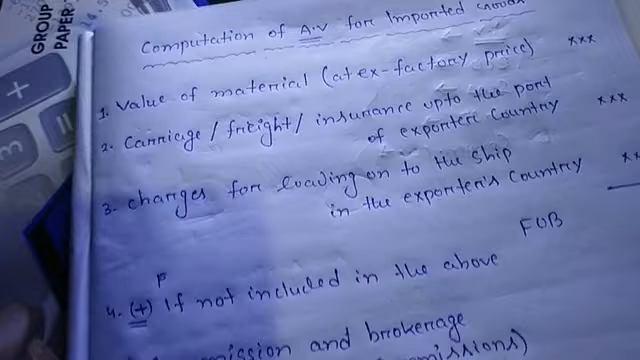 GROUP
PAPER
Computation of A.V for Imported Goods
1. Value of material (at ex-factory price) xxx
2. Carriage / frieght / insurance upto the port
of exporters country xxx
3. charges for loading on to the ship
in the exporter's country xx
FOB
4. (+) If not included in the above
mission and brokerage
missions)